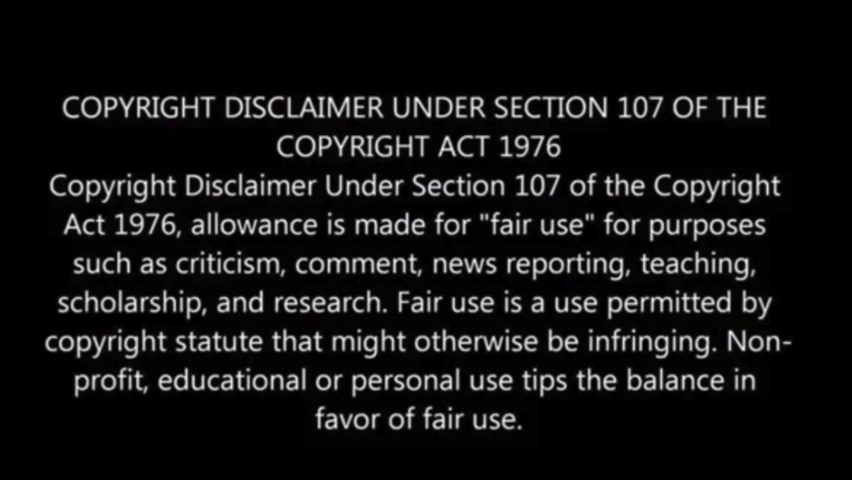 COPYRIGHT DISCLAIMER UNDER SECTION 107 OF THE
COPYRIGHT ACT 1976
Copyright Disclaimer Under Section 107 of the Copyright
Act 1976, allowance is made for "fair use" for purposes
such as criticism, comment, news reporting, teaching,
scholarship, and research. Fair use is a use permitted by
copyright statute that might otherwise be infringing. Non-
profit, educational or personal use tips the balance in
favor of fair use.